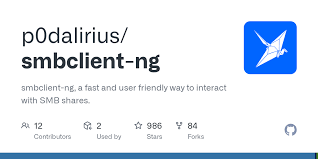 p0dalirius/
smbclient-ng
smbclient-ng, a fast and user friendly way to interact
with SMB shares.
12 2 986 84
Contributors Used by Stars Forks